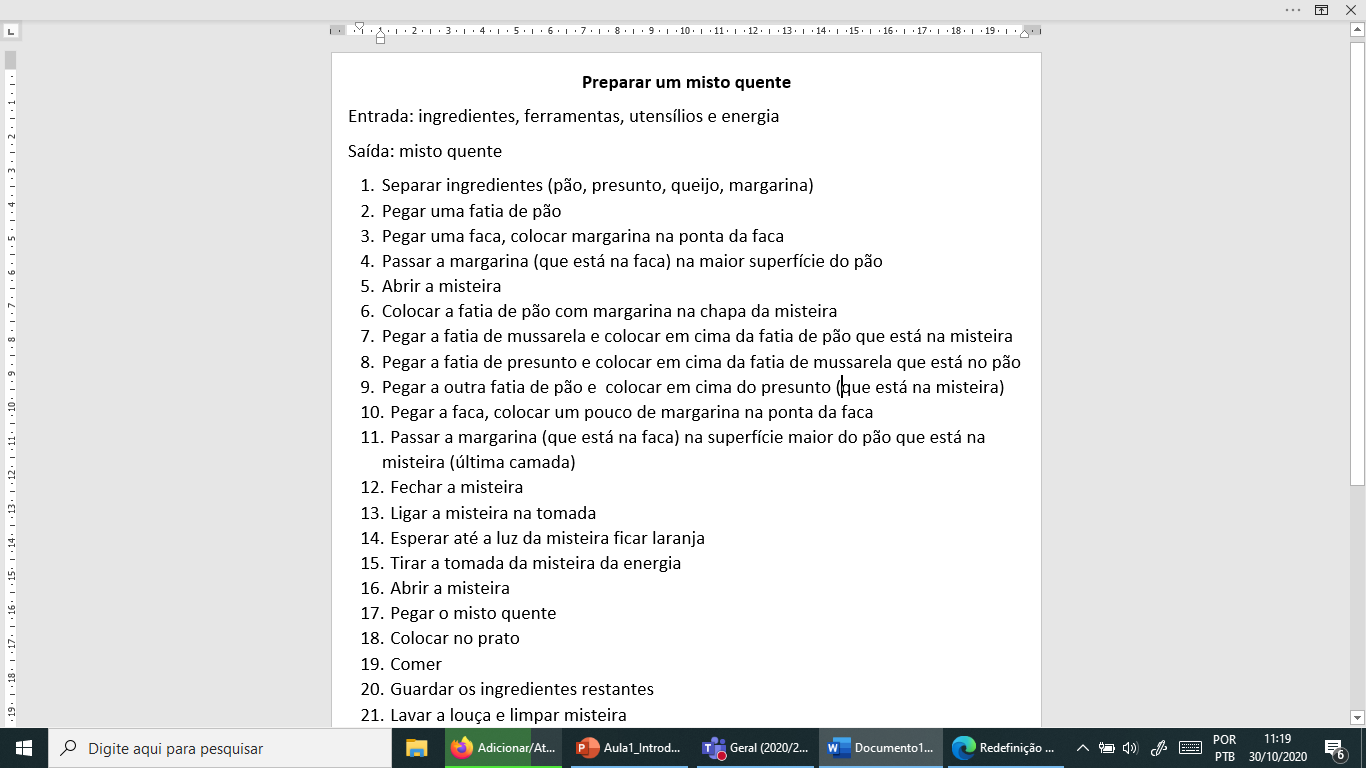 Preparar um misto quente
Entrada: ingredientes, ferramentas, utensílios e energia
Saída: misto quente
1. Separar ingredientes (pão, presunto, queijo, margarina)
2. Pegar uma fatia de pão
3. Pegar uma faca, colocar margarina na ponta da faca
4. Passar a margarina (que está na faca) na maior superfície do pão
5. Abrir a misteira
6. Colocar a fatia de pão com margarina na chapa da misteira
7. Pegar a fatia de mussarela e colocar em cima da fatia de pão que está na misteira
8. Pegar a fatia de presunto e colocar em cima da fatia de mussarela que está no pão
9. Pegar a outra fatia de pão e  colocar em cima do presunto (que está na misteira)
10. Pegar a faca, colocar um pouco de margarina na ponta da faca
11. Passar a margarina (que está na faca) na superfície maior do pão que está na
misteira (última camada)
12. Fechar a misteira
13. Ligar a misteira na tomada
14. Esperar até a luz da misteira ficar laranja
15. Tirar a tomada da misteira da energia
16. Abrir a misteira
17. Pegar o misto quente
18. Colocar no prato
19. Comer
20. Guardar os ingredientes restantes
21. Lavar a louça e limpar misteira
Digite aqui para pesquisar
Adicionar/At...
Aula1_Introd...
Geral (2020/2...
Documento1...
Redefinição ...
POR
PTB
11:19
30/10/2020
6